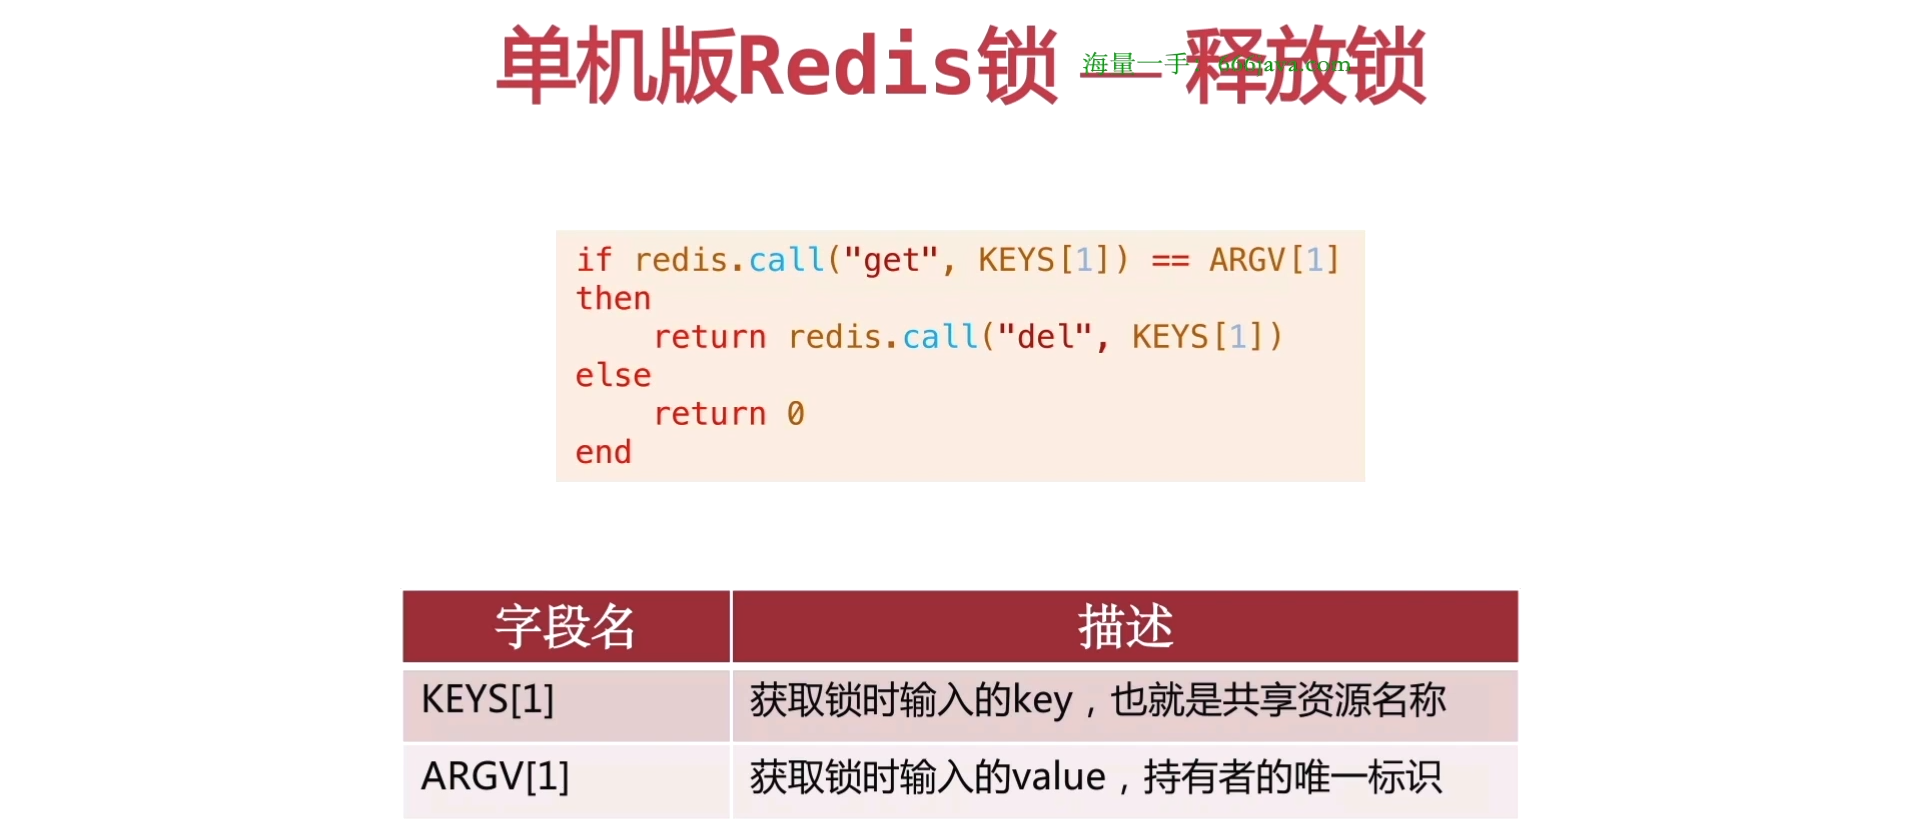 单机版Redis锁 — 释放锁
海量一手：666java.com
if redis.call("get", KEYS[1]) == ARGV[1]
then
    return redis.call("del", KEYS[1])
else
    return 0
end
字段名 描述
KEYS[1] 获取锁时输入的key，也就是共享资源名称
ARGV[1] 获取锁时输入的value，持有者的唯一标识